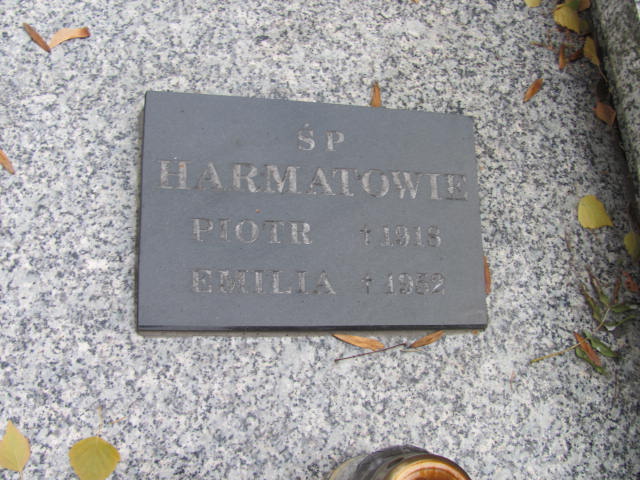 ŚP
HARMATOWIE
PIOTR † 1918
EMILIA † 1952